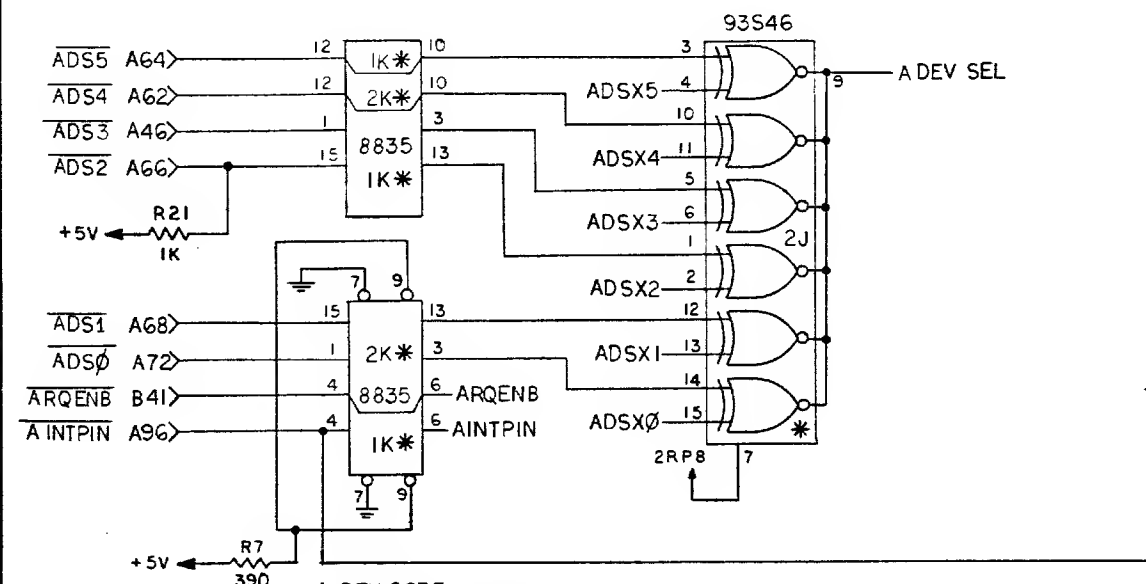 93S46
ADS5 A64 12 1K* 10 3
ADSX5 4 9 A DEV SEL
ADS4 A62 12 2K* 10 10
ADSX4 11
ADS3 A46 1 8835 3 5
ADSX3 6
ADS2 A66 15 1K* 13 1
2J
ADSX2 2
R21
+5V
1K
7 9
ADS1 A68 15 13 12
ADSX1 13
ADSØ A72 1 2K* 3 14
ADSXØ 15
*
ARQENB B41 4 8835 6 ARQENB
A INTPIN A96 4 1K* 6 AINTPIN
2RP8 7
7 9
R7
+5V
390